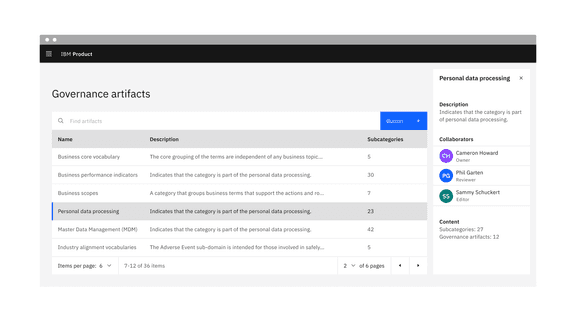 IBM Product
Governance artifacts
Find artifacts
Button +
Name Description Subcategories
Business core vocabulary The core grouping of the terms are independent of any business topic... 5
Business performance indicators Indicates that the category is part of the personal data processing. 30
Business scopes A category that groups business terms that support the actions and re... 7
Personal data processing Indicates that the category is part of the personal data processing. 23
Master Data Management (MDM) Indicates that the category is part of the personal data processing. 42
Industry alignment vocabularies The Adverse Event sub-domain is intended for those involved in safely... 5
Items per page: 6 7-12 of 36 items 2 of 6 pages
Personal data processing
Description
Indicates that the category is part
of personal data processing.
Collaborators
CH Cameron Howard
Owner
PG Phil Garten
Reviewer
SS Sammy Schuckert
Editor
Content
Subcategories: 27
Governance artifacts: 12